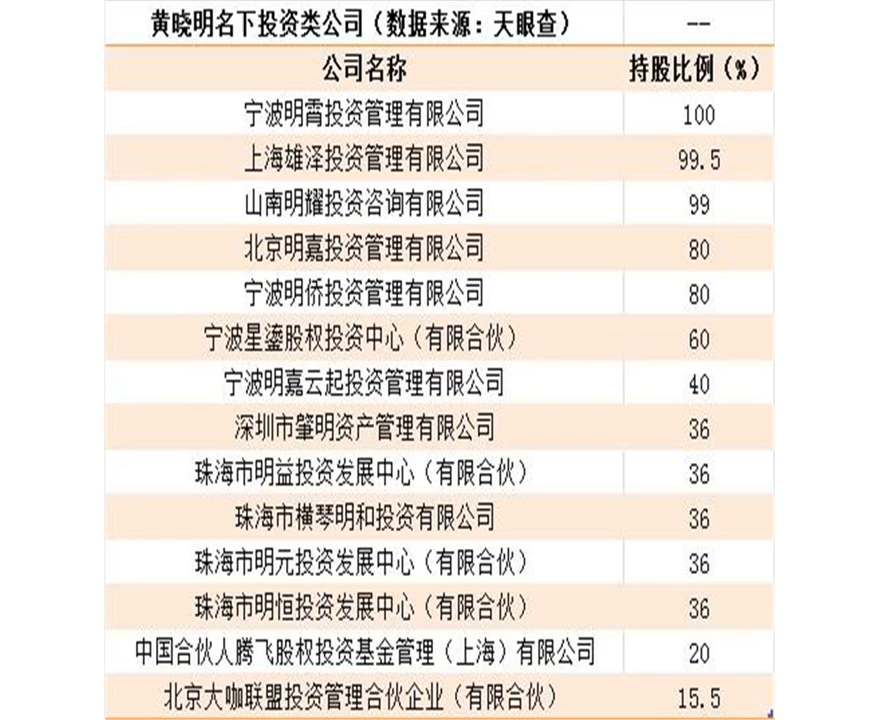 黄晓明名下投资类公司（数据来源：天眼查） --
公司名称 持股比例（%）
宁波明霄投资管理有限公司 100
上海雄泽投资管理有限公司 99.5
山南明耀投资咨询有限公司 99
北京明嘉投资管理有限公司 80
宁波明侨投资管理有限公司 80
宁波星鎏股权投资中心（有限合伙） 60
宁波明嘉云起投资管理有限公司 40
深圳市肇明资产管理有限公司 36
珠海市明益投资发展中心（有限合伙） 36
珠海市横琴明和投资有限公司 36
珠海市明元投资发展中心（有限合伙） 36
珠海市明恒投资发展中心（有限合伙） 36
中国合伙人腾飞股权投资基金管理（上海）有限公司 20
北京大咖联盟投资管理合伙企业（有限合伙） 15.5